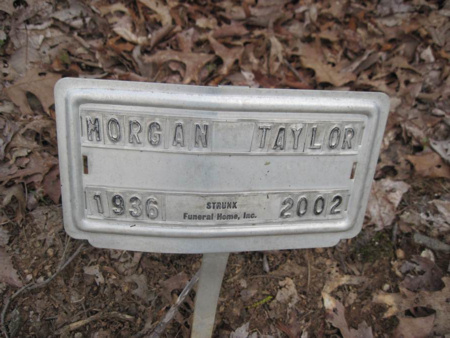 MORGAN TAYLOR
1936 STRUNK 2002
Funeral Home, Inc.